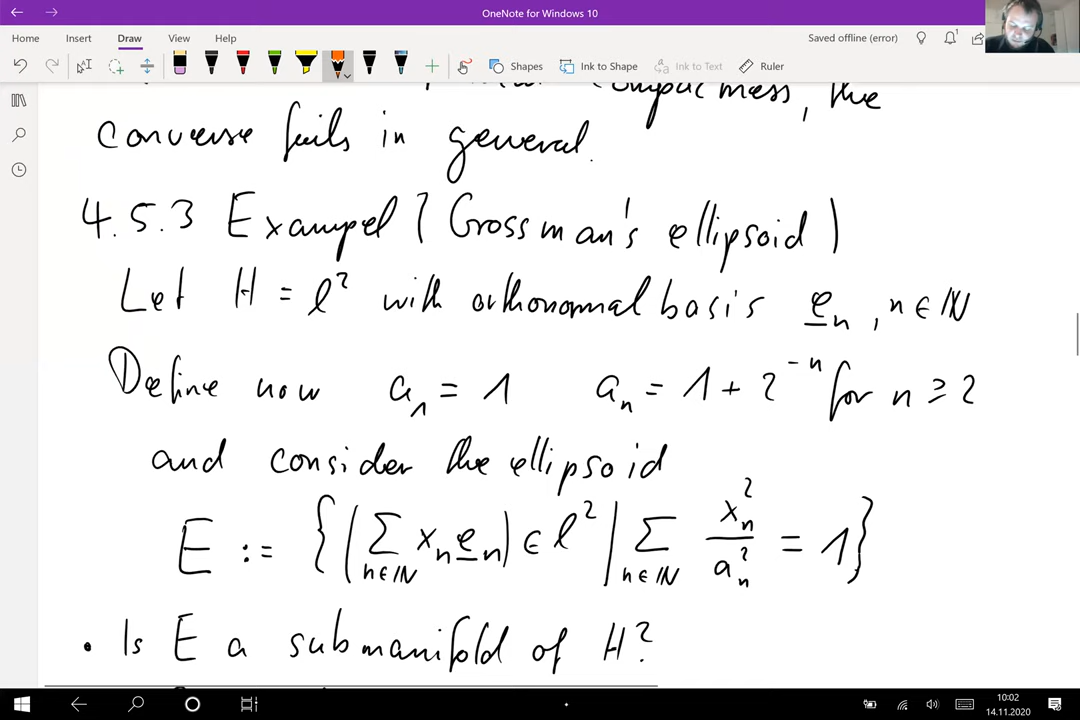 OneNote for Windows 10
Home Insert Draw View Help Saved offline (error)
Shapes Ink to Shape Ink to Text Ruler
compactness, the
converse fails in general.
4.5.3 Exampel (Grossman's ellipsoid)
Let H = ℓ² with orthonormal basis e_n, n ∈ ℕ
Define now a_1 = 1 a_n = 1 + 2^{-n} for n ≥ 2
and consider the ellipsoid
E := { (∑_{n∈ℕ} x_n e_n) ∈ ℓ² | ∑_{n∈ℕ} x_n²/a_n² = 1 }
• Is E a submanifold of H?
10:02
14.11.2020